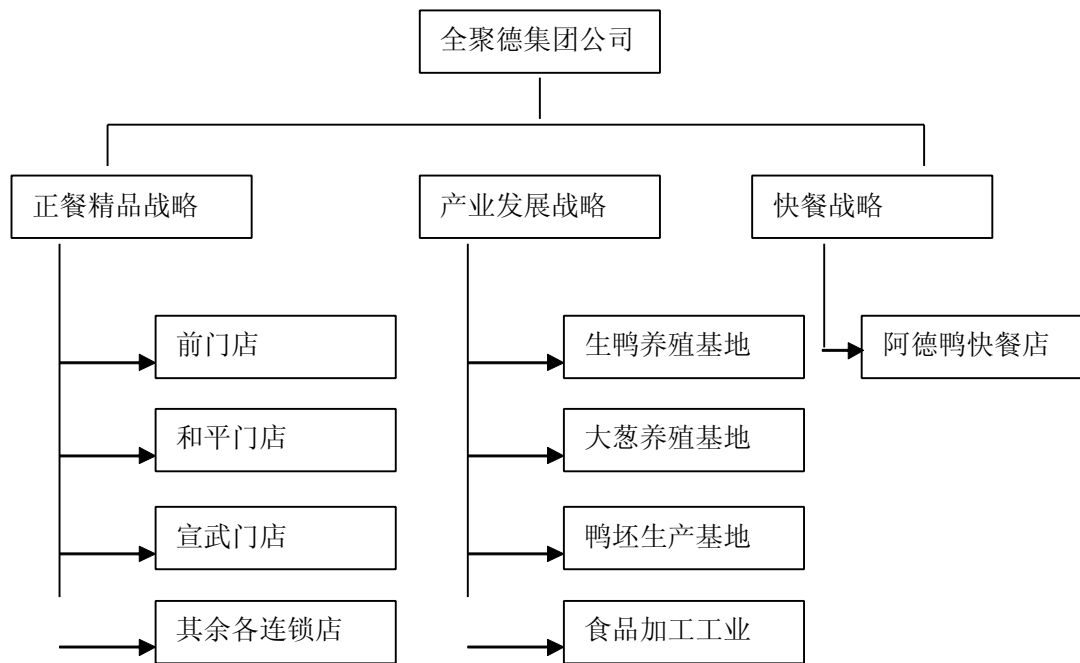 全聚德集团公司
正餐精品战略
产业发展战略
快餐战略
前门店
生鸭养殖基地
阿德鸭快餐店
和平门店
大葱养殖基地
宣武门店
鸭坯生产基地
其余各连锁店
食品加工工业